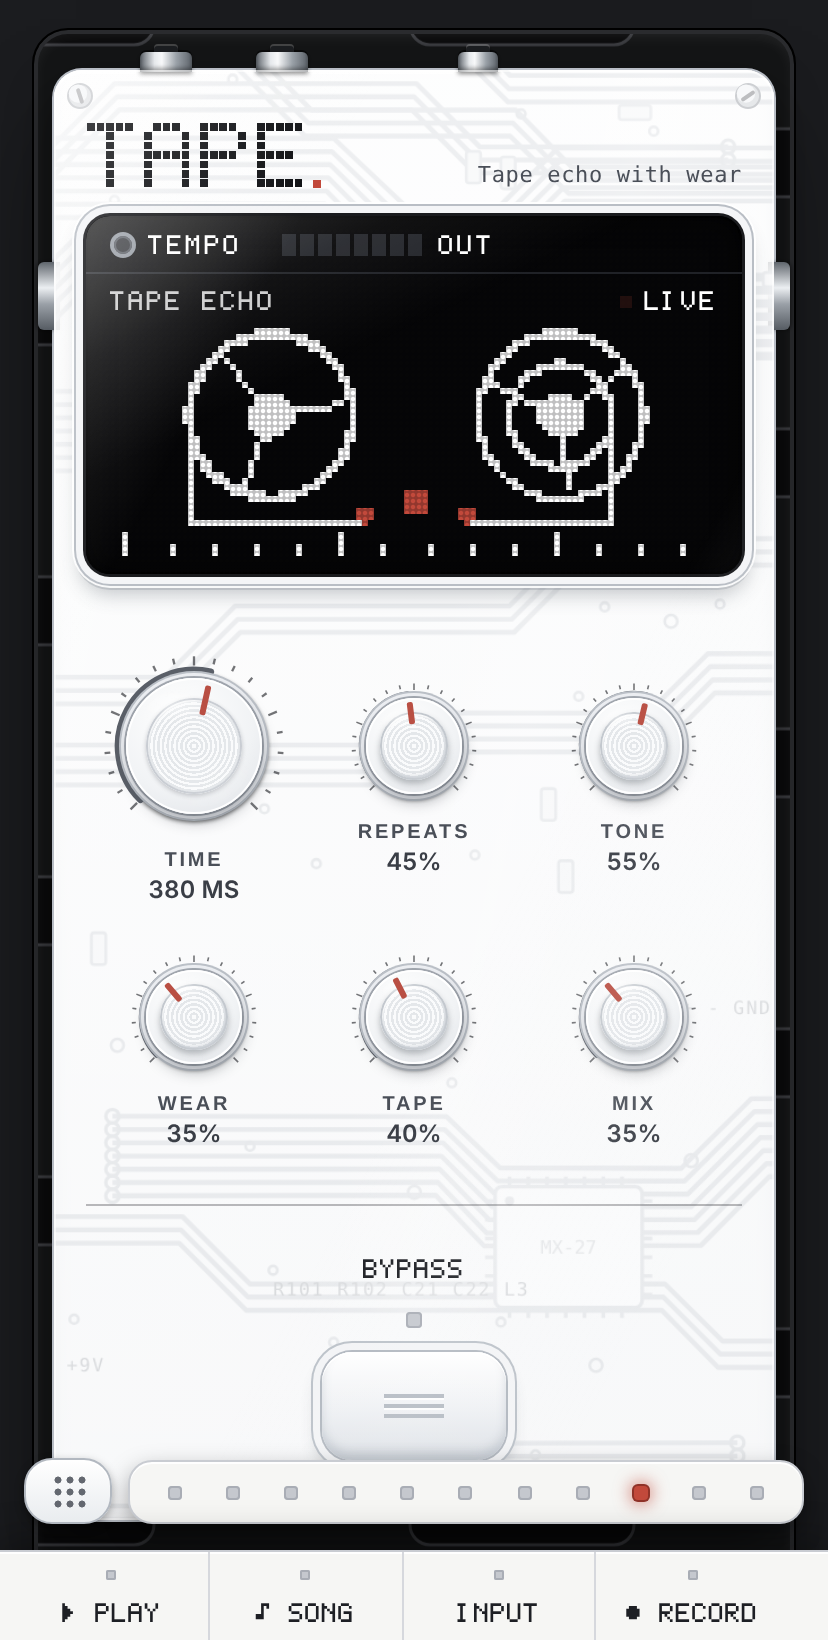 TAPE.
Tape echo with wear
TEMPO OUT
TAPE ECHO LIVE
REPEATS TONE
45% 55%
TIME
380 MS
- GND
WEAR TAPE MIX
35% 40% 35%
MX-27
BYPASS
R101 R102 C21 C22 L3
+9V
PLAY SONG INPUT RECORD